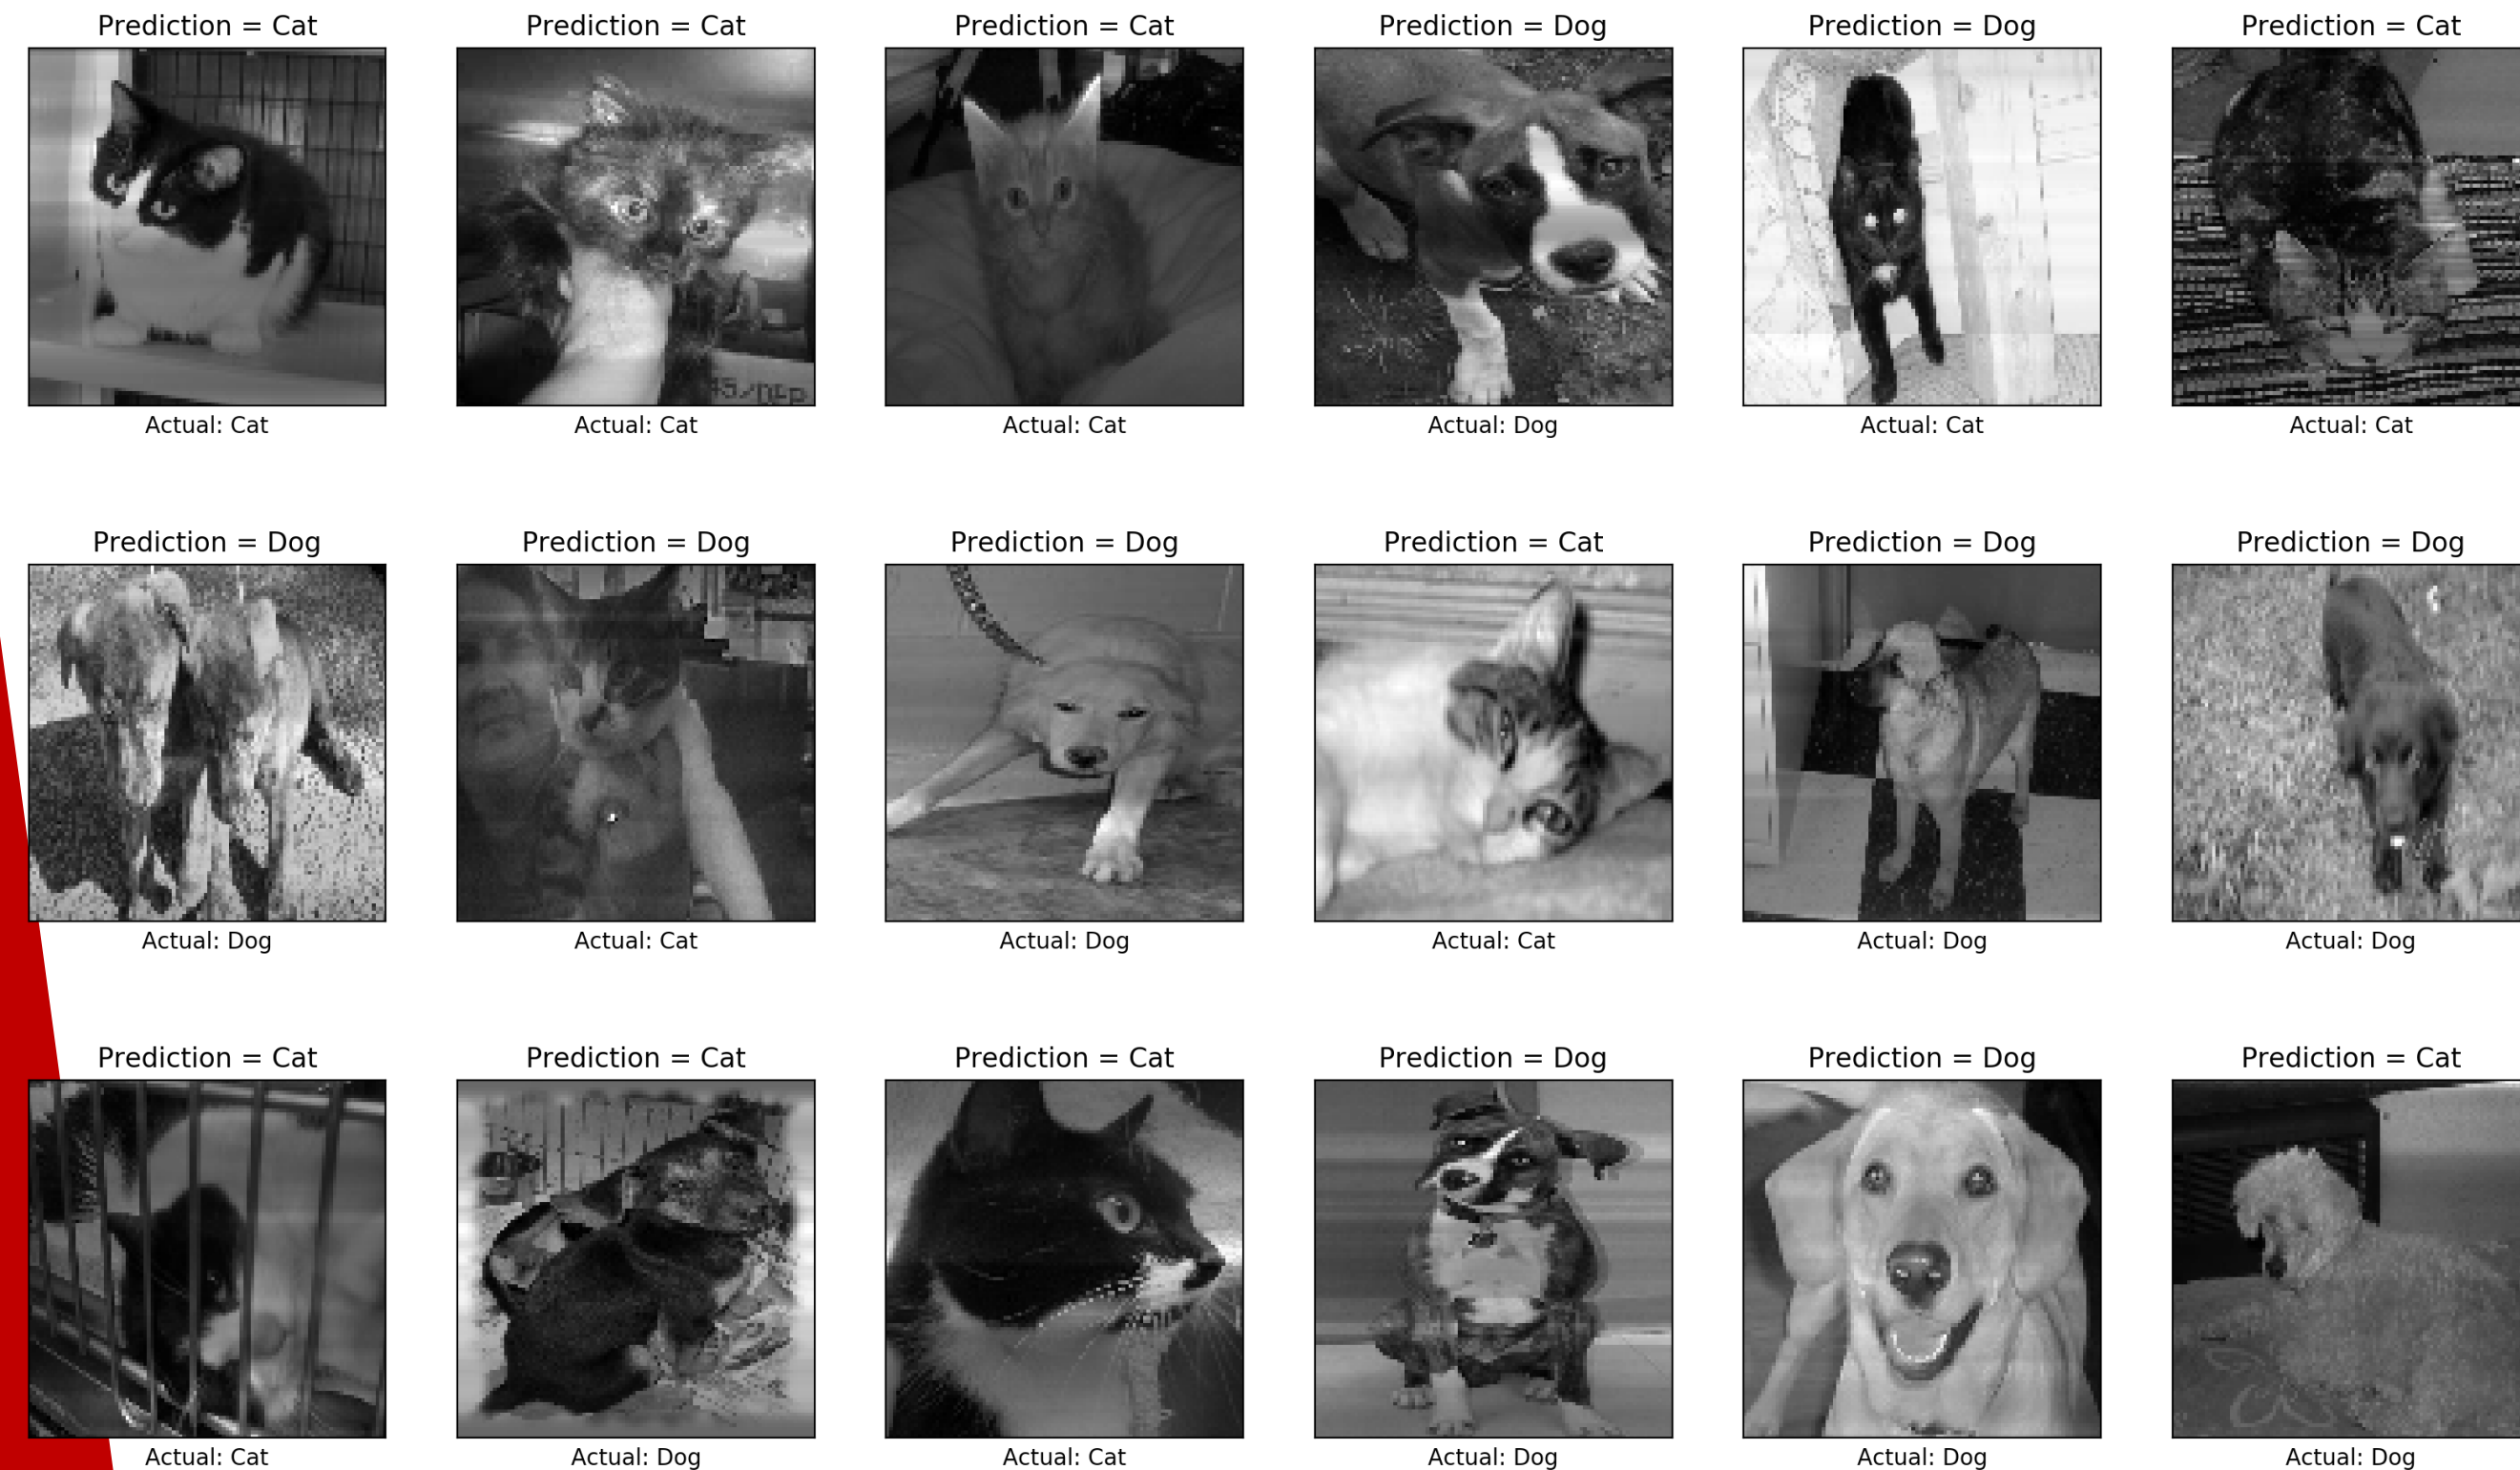 Prediction = Cat Prediction = Cat Prediction = Cat Prediction = Dog Prediction = Dog Prediction = Cat
Actual: Cat Actual: Cat Actual: Cat Actual: Dog Actual: Cat Actual: Cat
Prediction = Dog Prediction = Dog Prediction = Dog Prediction = Cat Prediction = Dog Prediction = Dog
Actual: Dog Actual: Cat Actual: Dog Actual: Cat Actual: Dog Actual: Dog
Prediction = Cat Prediction = Cat Prediction = Cat Prediction = Dog Prediction = Dog Prediction = Cat
Actual: Cat Actual: Dog Actual: Cat Actual: Dog Actual: Dog Actual: Dog